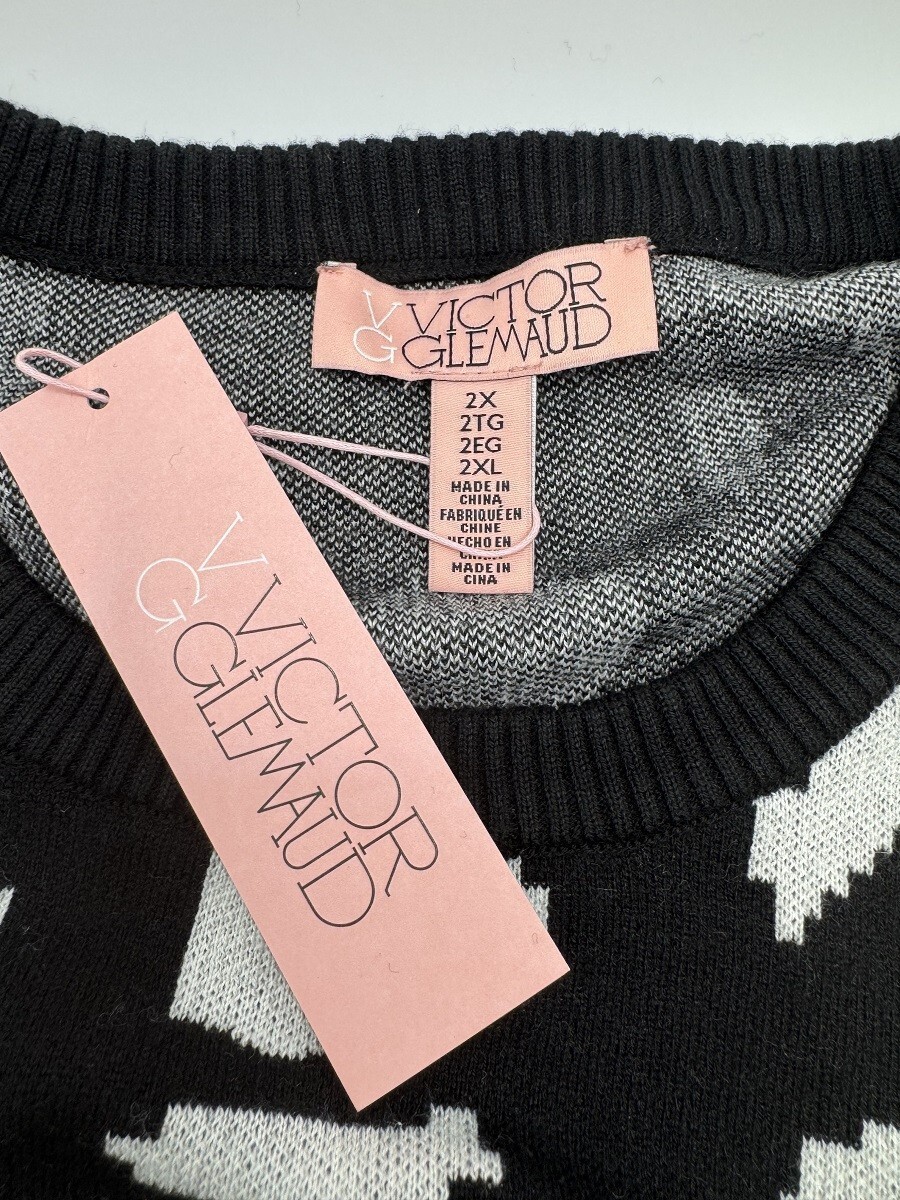 VG
VICTOR
GLEMAUD
2X
2TG
2EG
2XL
MADE IN
CHINA
FABRIQUÉ EN
CHINE
HECHO EN
MADE IN
CINA
VG
VICTOR
GLEMAUD